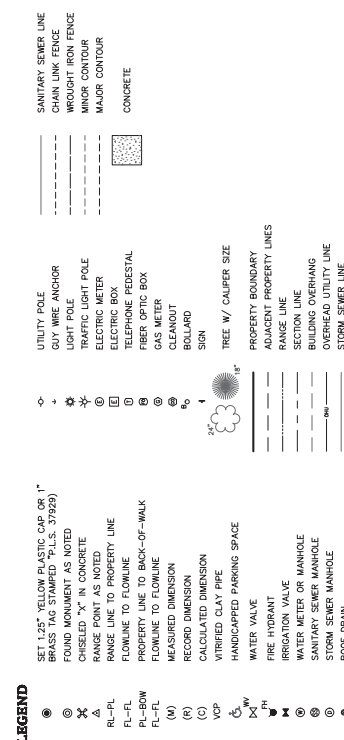 LEGEND
SET 1.25" YELLOW PLASTIC CAP OR 1"
BRASS TAG STAMPED "P.L.S. 37929)
FOUND MONUMENT AS NOTED
CHISELED "X" IN CONCRETE
RANGE POINT AS NOTED
RL-PL RANGE LINE TO PROPERTY LINE
FL-FL FLOWLINE TO FLOWLINE
PL-BOW PROPERTY LINE TO BACK-OF-WALK
FL-FL FLOWLINE TO FLOWLINE
(M) MEASURED DIMENSION
(R) RECORD DIMENSION
(C) CALCULATED DIMENSION
VCP VITRIFIED CLAY PIPE
HANDICAPPED PARKING SPACE
WV WATER VALVE
FH FIRE HYDRANT
IRRIGATION VALVE
W WATER METER OR MANHOLE
S SANITARY SEWER MANHOLE
D STORM SEWER MANHOLE
ROOF DRAIN
UTILITY POLE
GUY WIRE ANCHOR
LIGHT POLE
TRAFFIC LIGHT POLE
E ELECTRIC METER
E ELECTRIC BOX
T TELEPHONE PEDESTAL
FO FIBER OPTIC BOX
G GAS METER
CO CLEANOUT
B BOLLARD
SIGN
24" 18" TREE W/ CALIPER SIZE
PROPERTY BOUNDARY
ADJACENT PROPERTY LINES
RANGE LINE
SECTION LINE
BUILDING OVERHANG
OHU OVERHEAD UTILITY LINE
STORM SEWER LINE
SANITARY SEWER LINE
CHAIN LINK FENCE
WROUGHT IRON FENCE
MINOR CONTOUR
MAJOR CONTOUR
CONCRETE